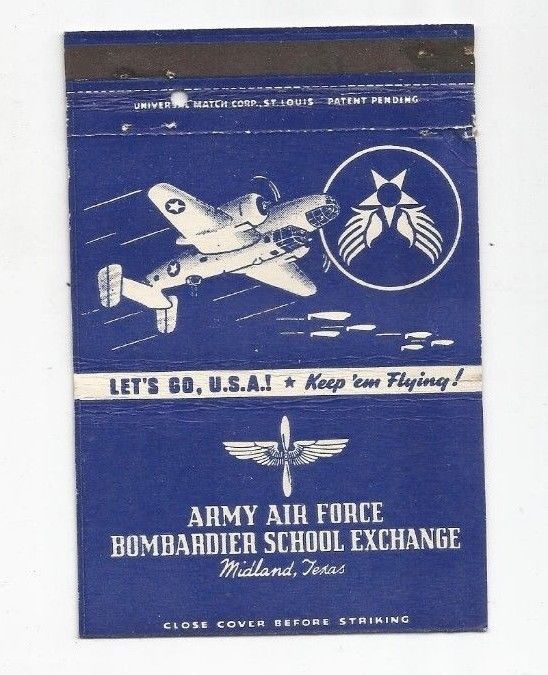 UNIVERSAL MATCH CORP., ST. LOUIS PATENT PENDING
LET'S GO, U.S.A.! ★ Keep 'em Flying!
ARMY AIR FORCE
BOMBARDIER SCHOOL EXCHANGE
Midland, Texas
CLOSE COVER BEFORE STRIKING